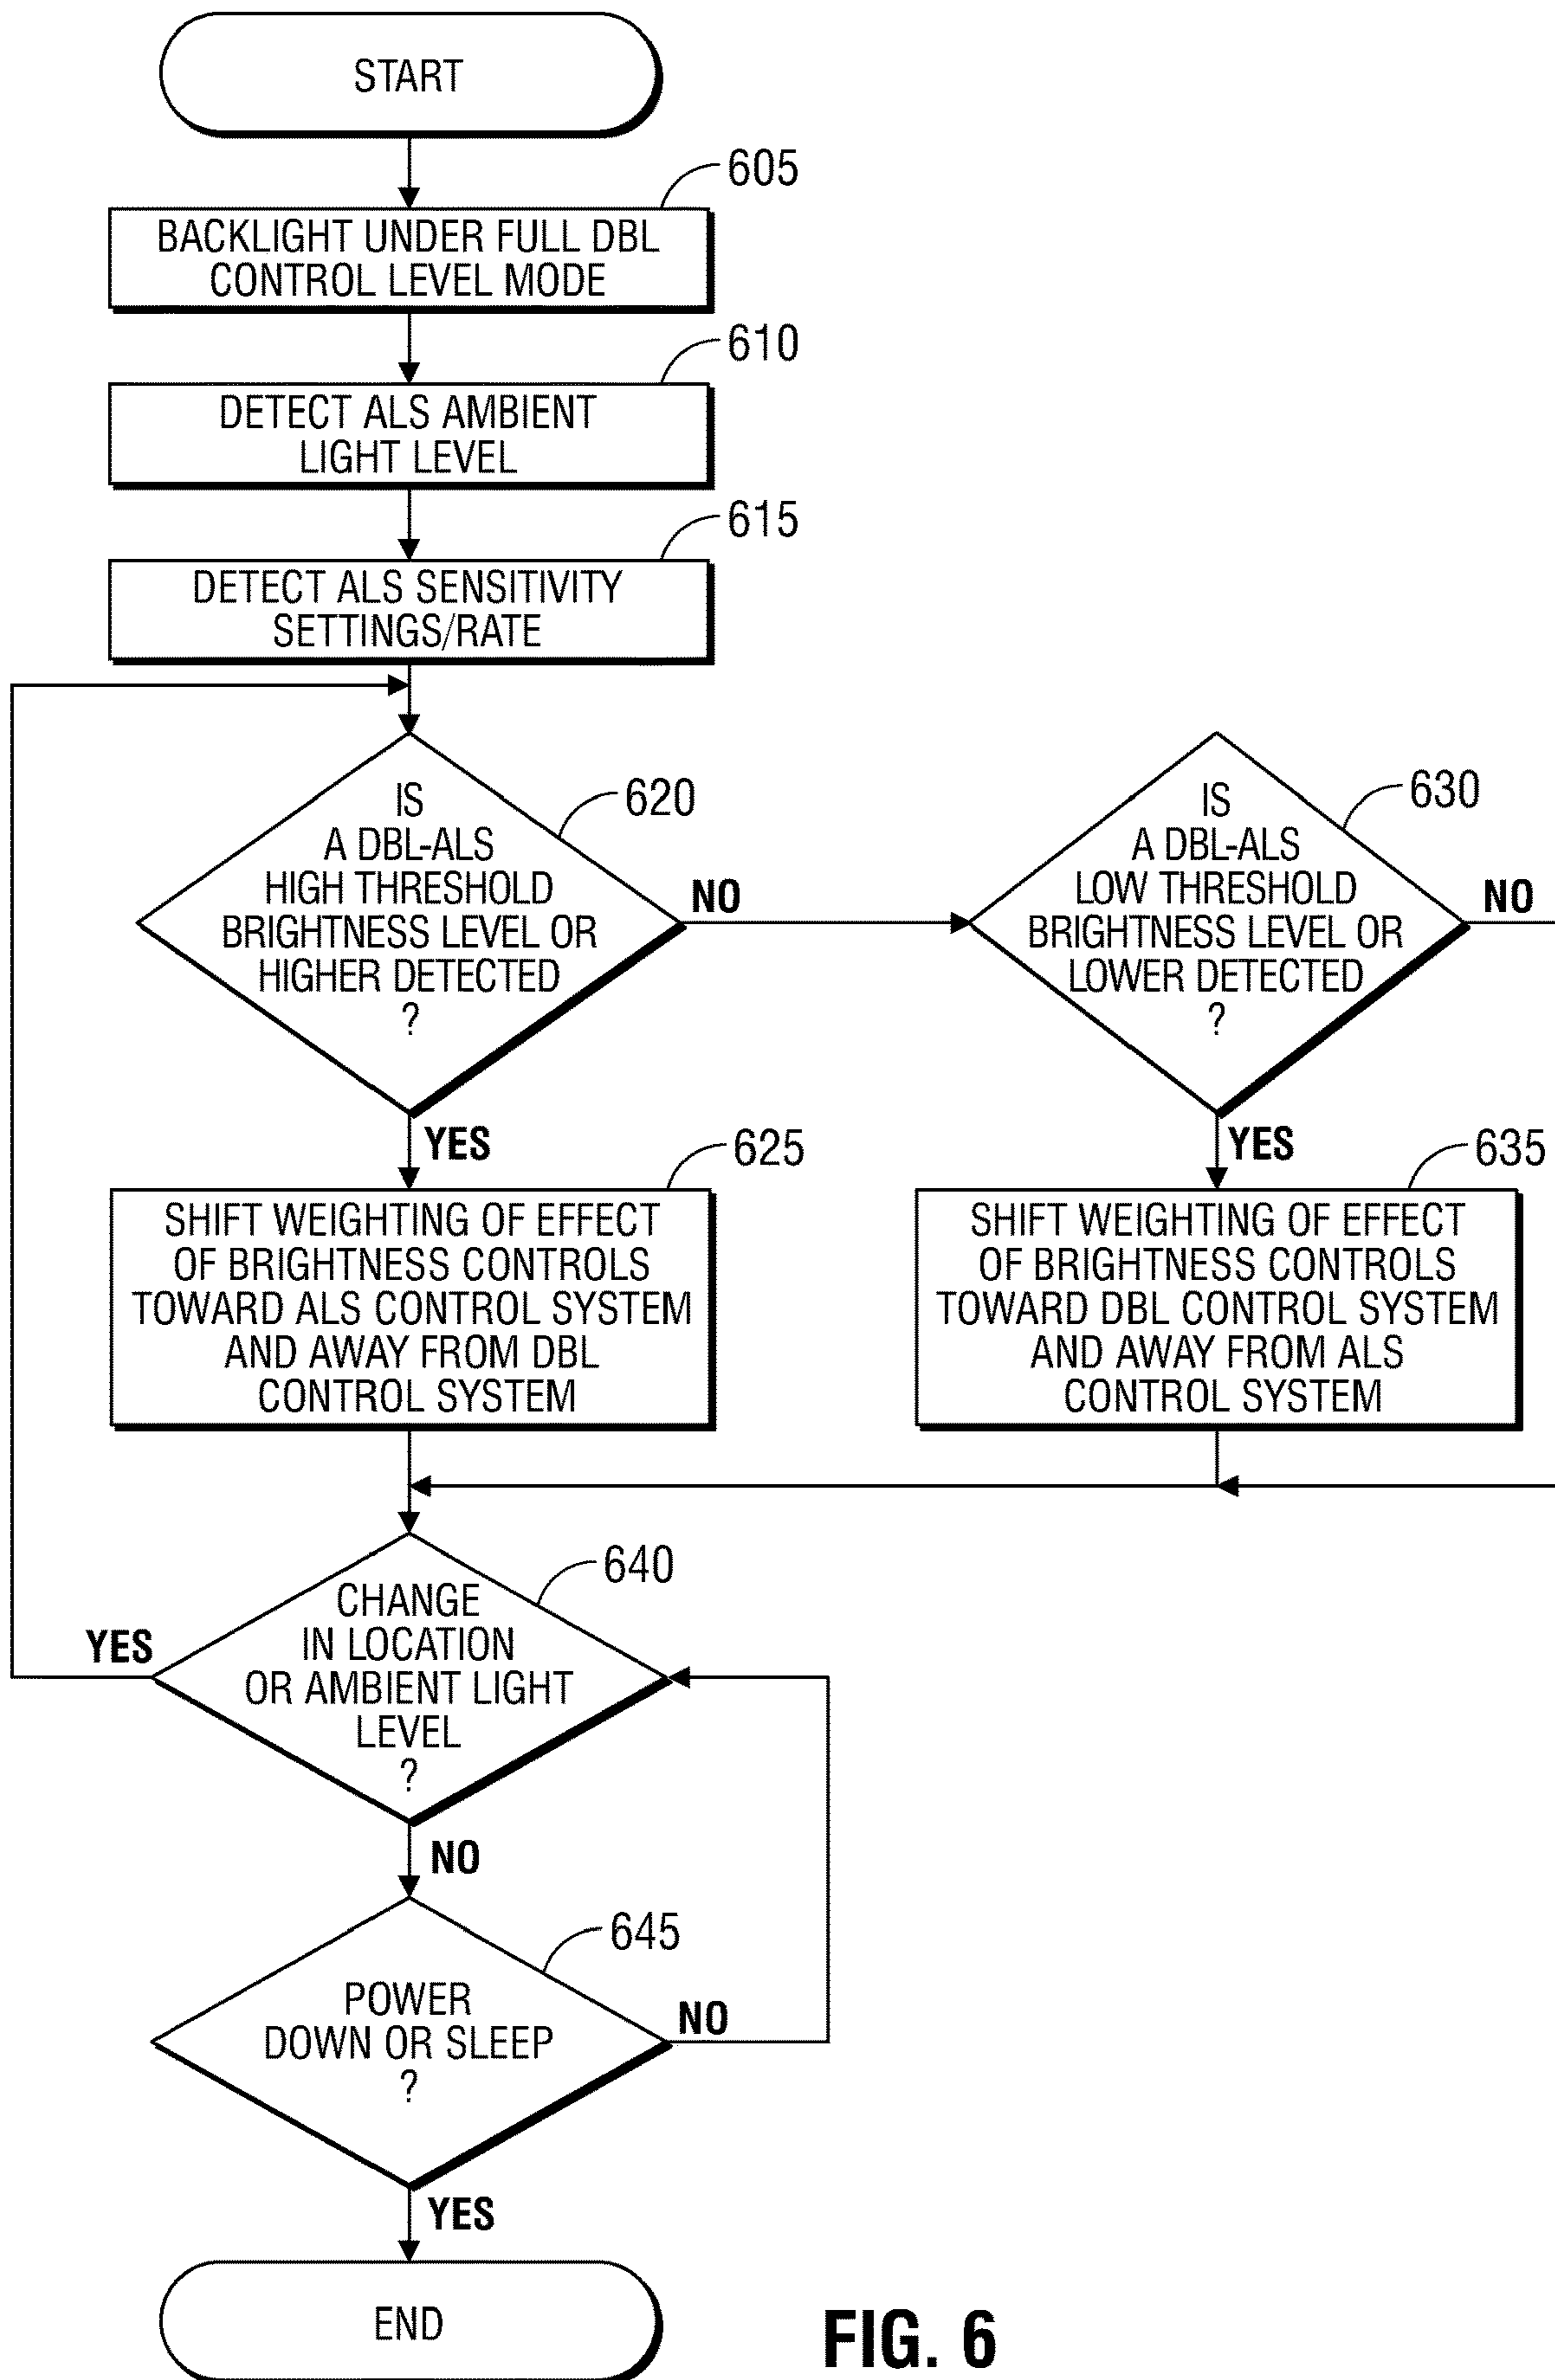 START
605
BACKLIGHT UNDER FULL DBL
CONTROL LEVEL MODE
610
DETECT ALS AMBIENT
LIGHT LEVEL
615
DETECT ALS SENSITIVITY
SETTINGS/RATE
620
IS
A DBL-ALS
HIGH THRESHOLD
BRIGHTNESS LEVEL OR
HIGHER DETECTED
?
NO
630
IS
A DBL-ALS
LOW THRESHOLD
BRIGHTNESS LEVEL OR
LOWER DETECTED
?
NO
YES
625
SHIFT WEIGHTING OF EFFECT
OF BRIGHTNESS CONTROLS
TOWARD ALS CONTROL SYSTEM
AND AWAY FROM DBL
CONTROL SYSTEM
YES
635
SHIFT WEIGHTING OF EFFECT
OF BRIGHTNESS CONTROLS
TOWARD DBL CONTROL SYSTEM
AND AWAY FROM ALS
CONTROL SYSTEM
640
CHANGE
IN LOCATION
OR AMBIENT LIGHT
LEVEL
?
YES
NO
645
POWER
DOWN OR SLEEP
?
NO
YES
END
FIG. 6